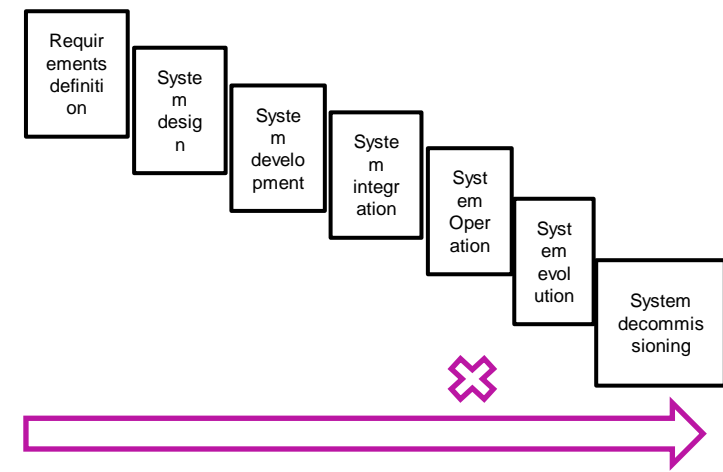 Requir
ements
definiti
on
Syste
m
desig
n
Syste
m
develo
pment
Syste
m
integr
ation
Syst
em
Oper
ation
Syst
em
evol
ution
System
decommis
sioning